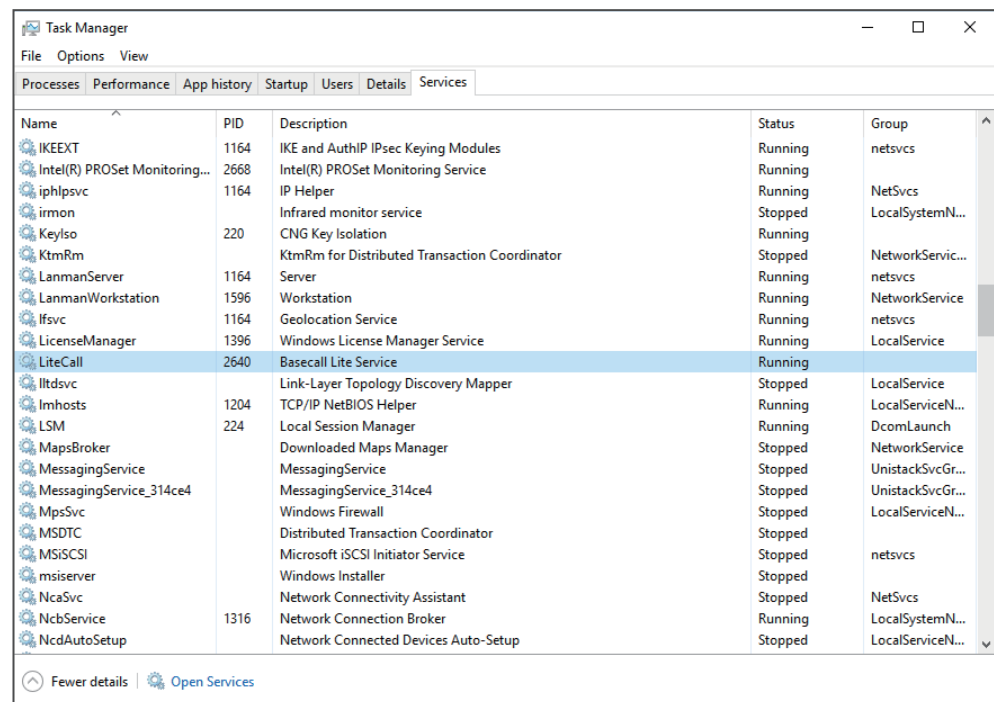 Task Manager
File Options View
Processes Performance App history Startup Users Details Services
Name PID Description Status Group
IKEEXT 1164 IKE and AuthIP IPsec Keying Modules Running netsvcs
Intel(R) PROSet Monitoring... 2668 Intel(R) PROSet Monitoring Service Running
iphlpsvc 1164 IP Helper Running NetSvcs
irmon Infrared monitor service Stopped LocalSystemN...
KeyIso 220 CNG Key Isolation Running
KtmRm KtmRm for Distributed Transaction Coordinator Stopped NetworkServic...
LanmanServer 1164 Server Running netsvcs
LanmanWorkstation 1596 Workstation Running NetworkService
lfsvc 1164 Geolocation Service Running netsvcs
LicenseManager 1396 Windows License Manager Service Running LocalService
LiteCall 2640 Basecall Lite Service Running
lltdsvc Link-Layer Topology Discovery Mapper Stopped LocalService
lmhosts 1204 TCP/IP NetBIOS Helper Running LocalServiceN...
LSM 224 Local Session Manager Running DcomLaunch
MapsBroker Downloaded Maps Manager Stopped NetworkService
MessagingService MessagingService Stopped UnistackSvcGr...
MessagingService_314ce4 MessagingService_314ce4 Stopped UnistackSvcGr...
MpsSvc Windows Firewall Stopped LocalServiceN...
MSDTC Distributed Transaction Coordinator Stopped
MSiSCSI Microsoft iSCSI Initiator Service Stopped netsvcs
msiserver Windows Installer Stopped
NcaSvc Network Connectivity Assistant Stopped NetSvcs
NcbService 1316 Network Connection Broker Running LocalSystemN...
NcdAutoSetup Network Connected Devices Auto-Setup Stopped LocalServiceN...
Fewer details Open Services